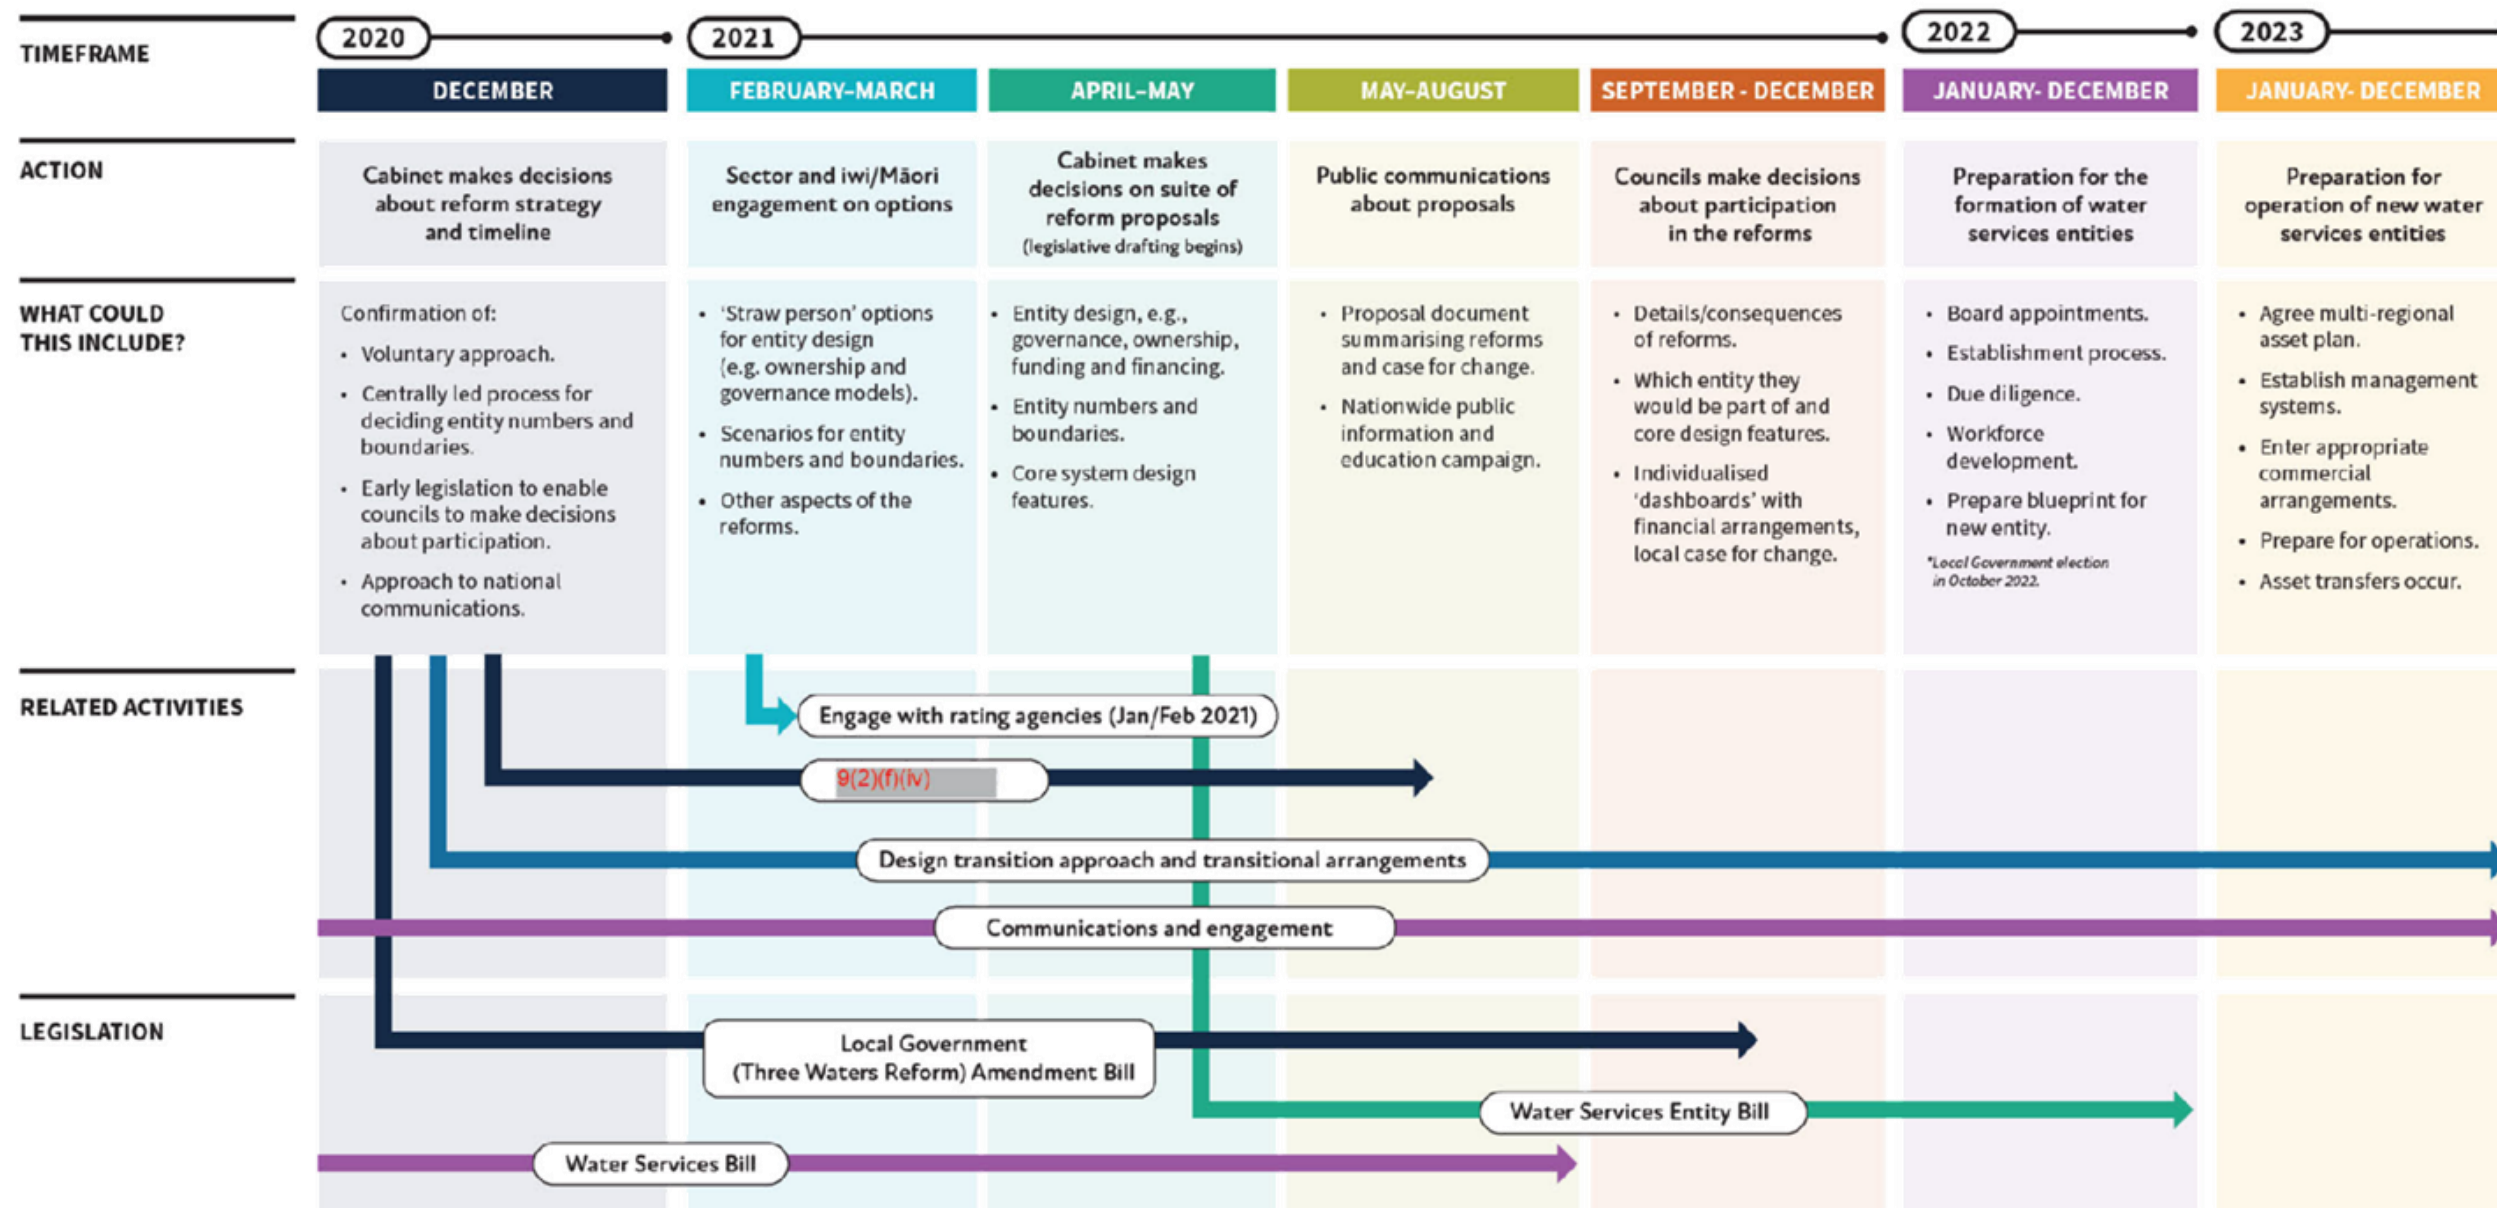 TIMEFRAME
2020
2021
2022
2023
DECEMBER
FEBRUARY–MARCH
APRIL–MAY
MAY–AUGUST
SEPTEMBER - DECEMBER
JANUARY- DECEMBER
JANUARY- DECEMBER
ACTION
Cabinet makes decisions
about reform strategy
and timeline
Sector and iwi/Māori
engagement on options
Cabinet makes
decisions on suite of
reform proposals
(legislative drafting begins)
Public communications
about proposals
Councils make decisions
about participation
in the reforms
Preparation for the
formation of water
services entities
Preparation for
operation of new water
services entities
WHAT COULD
THIS INCLUDE?
Confirmation of:
• Voluntary approach.
• Centrally led process for
deciding entity numbers and
boundaries.
• Early legislation to enable
councils to make decisions
about participation.
• Approach to national
communications.
• ‘Straw person’ options
for entity design
(e.g. ownership and
governance models).
• Scenarios for entity
numbers and boundaries.
• Other aspects of the
reforms.
• Entity design, e.g.,
governance, ownership,
funding and financing.
• Entity numbers and
boundaries.
• Core system design
features.
• Proposal document
summarising reforms
and case for change.
• Nationwide public
information and
education campaign.
• Details/consequences
of reforms.
• Which entity they
would be part of and
core design features.
• Individualised
‘dashboards’ with
financial arrangements,
local case for change.
• Board appointments.
• Establishment process.
• Due diligence.
• Workforce
development.
• Prepare blueprint for
new entity.
*Local Government election
in October 2022.
• Agree multi-regional
asset plan.
• Establish management
systems.
• Enter appropriate
commercial
arrangements.
• Prepare for operations.
• Asset transfers occur.
RELATED ACTIVITIES
Engage with rating agencies (Jan/Feb 2021)
9(2)(f)(iv)
Design transition approach and transitional arrangements
Communications and engagement
LEGISLATION
Local Government
(Three Waters Reform) Amendment Bill
Water Services Entity Bill
Water Services Bill